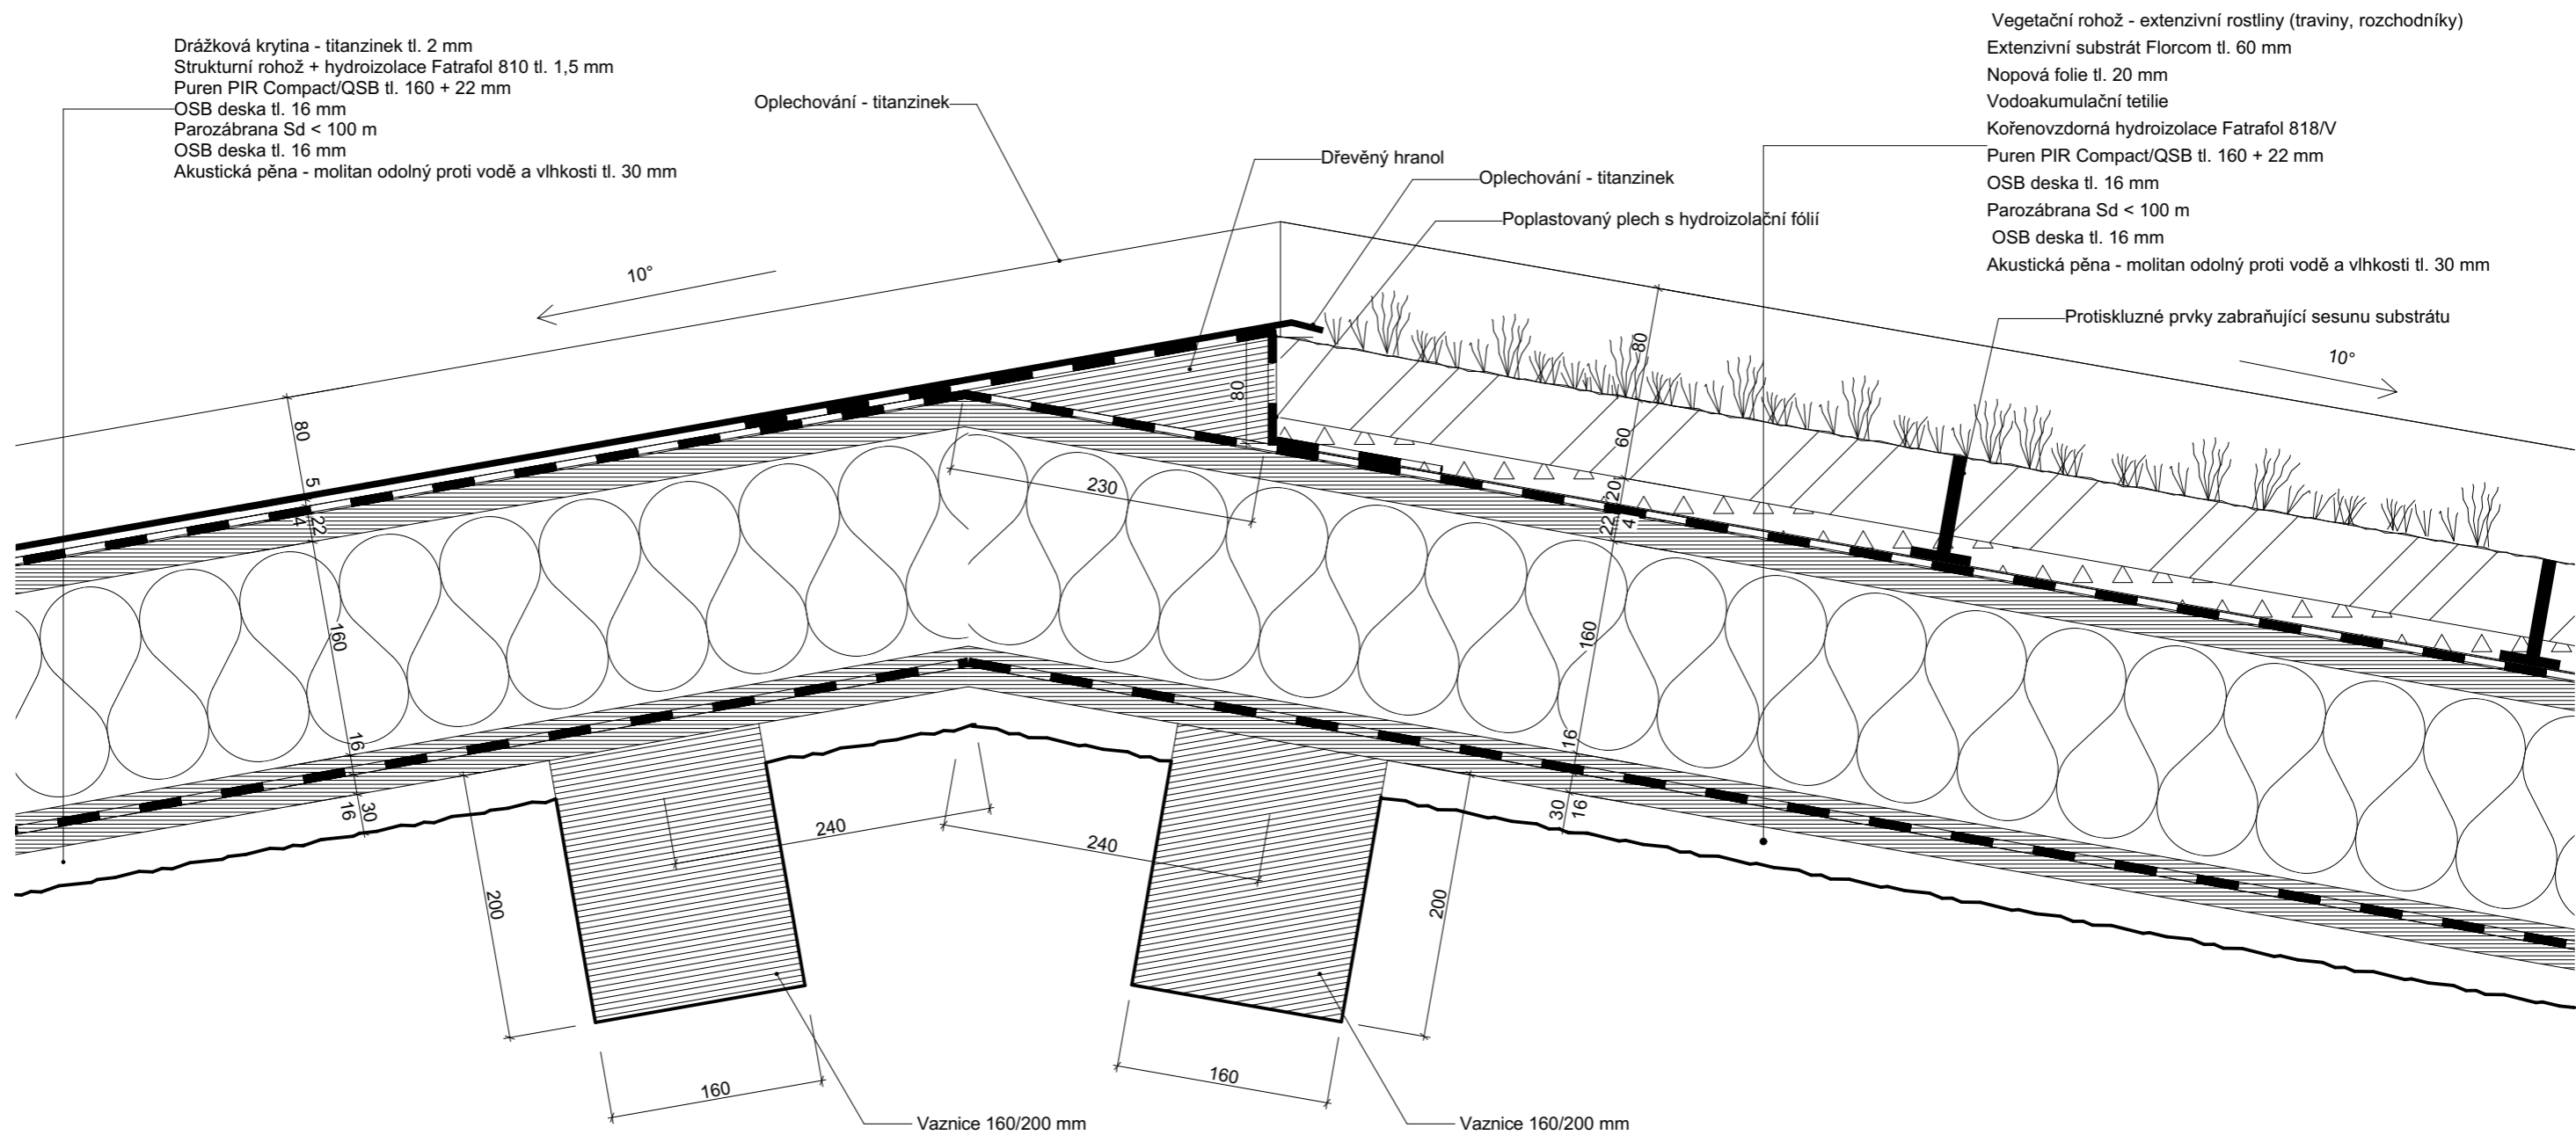 Drážková krytina - titanzinek tl. 2 mm
Strukturní rohož + hydroizolace Fatrafol 810 tl. 1,5 mm
Puren PIR Compact/QSB tl. 160 + 22 mm
OSB deska tl. 16 mm
Parozábrana Sd < 100 m
OSB deska tl. 16 mm
Akustická pěna - molitan odolný proti vodě a vlhkosti tl. 30 mm
Oplechování - titanzinek
Dřevěný hranol
Oplechování - titanzinek
Poplastovaný plech s hydroizolační fólií
Vegetační rohož - extenzivní rostliny (traviny, rozchodníky)
Extenzivní substrát Florcom tl. 60 mm
Nopová folie tl. 20 mm
Vodoakumulační tetilie
Kořenovzdorná hydroizolace Fatrafol 818/V
Puren PIR Compact/QSB tl. 160 + 22 mm
OSB deska tl. 16 mm
Parozábrana Sd < 100 m
OSB deska tl. 16 mm
Akustická pěna - molitan odolný proti vodě a vlhkosti tl. 30 mm
Protiskluzné prvky zabraňující sesunu substrátu
10°
10°
80
5
4
22
160
16
16
30
80
230
80
60
20
22
4
160
16
30
16
240
240
200
200
160
160
Vaznice 160/200 mm
Vaznice 160/200 mm